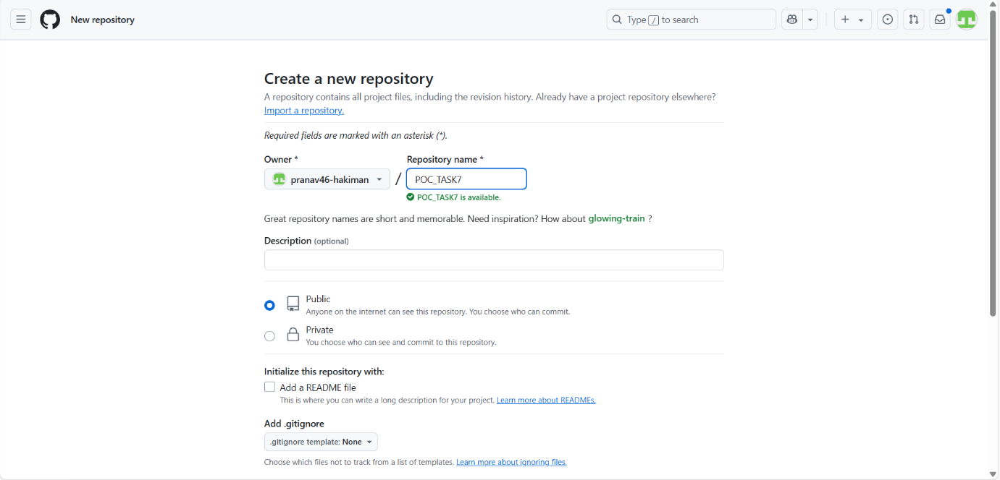 New repository
Type / to search
Create a new repository
A repository contains all project files, including the revision history. Already have a project repository elsewhere?
Import a repository.
Required fields are marked with an asterisk (*).
Owner *
Repository name *
pranav46-hakiman
/
POC_TASK7
POC_TASK7 is available.
Great repository names are short and memorable. Need inspiration? How about glowing-train ?
Description (optional)
Public
Anyone on the internet can see this repository. You choose who can commit.
Private
You choose who can see and commit to this repository.
Initialize this repository with:
Add a README file
This is where you can write a long description for your project. Learn more about READMEs.
Add .gitignore
.gitignore template: None
Choose which files not to track from a list of templates. Learn more about ignoring files.